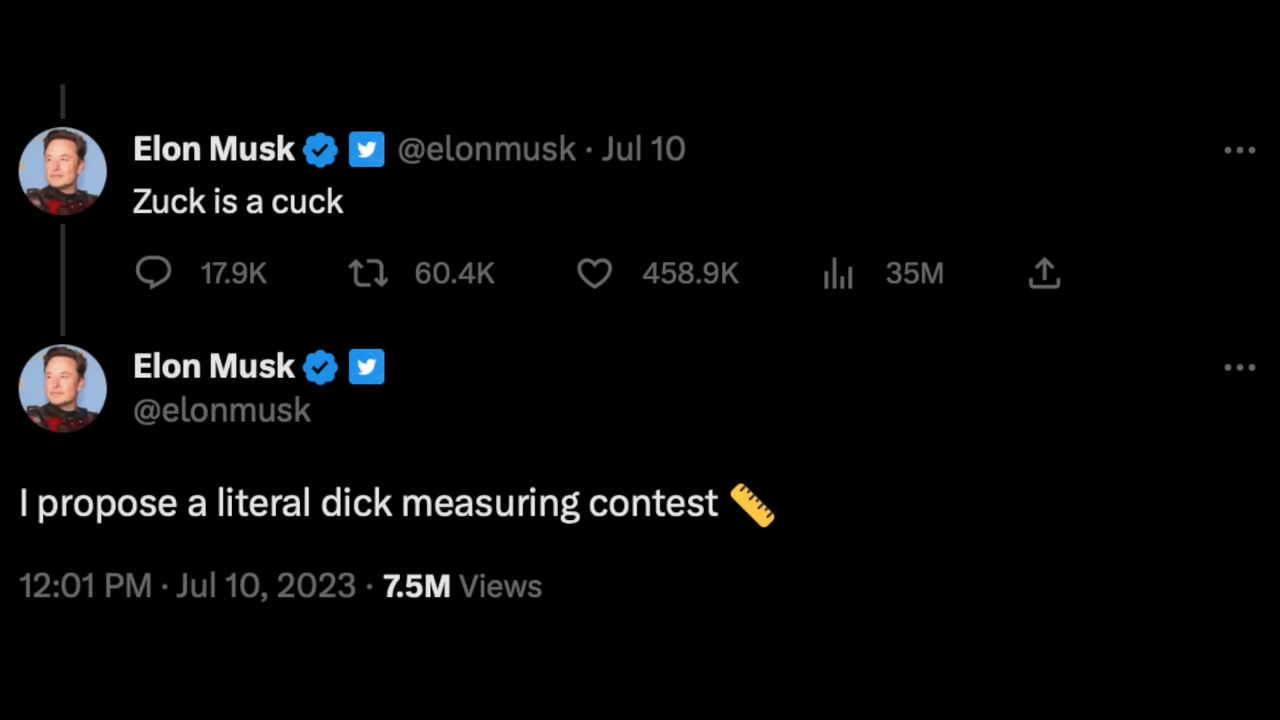 Elon Musk @elonmusk · Jul 10
Zuck is a cuck
17.9K 60.4K 458.9K 35M
Elon Musk
@elonmusk
I propose a literal dick measuring contest 📏
12:01 PM · Jul 10, 2023 · 7.5M Views